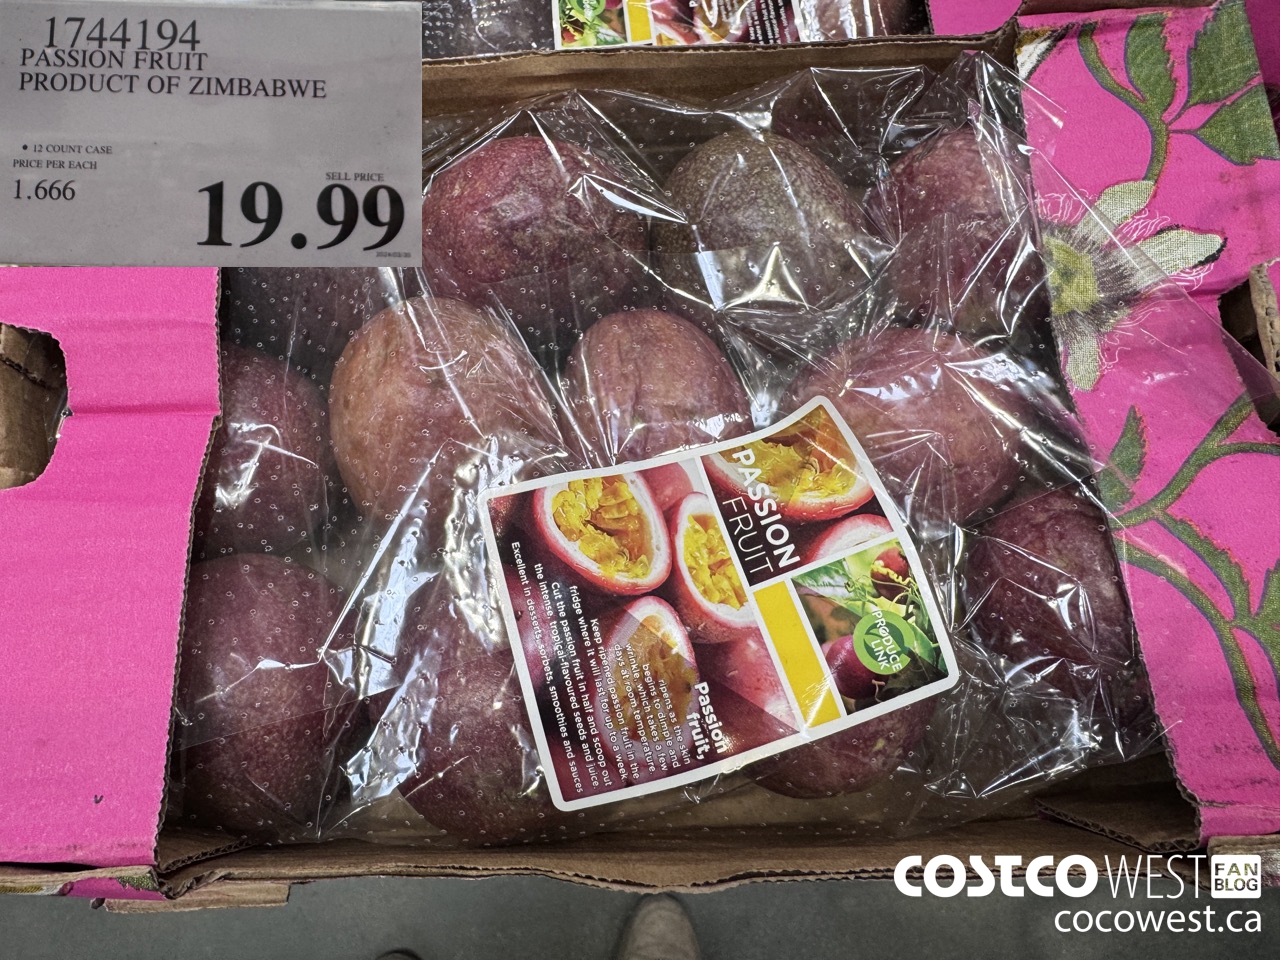 1744194
PASSION FRUIT
PRODUCT OF ZIMBABWE
• 12 COUNT CASE
PRICE PER EACH
1.666
SELL PRICE
19.99
PASSION
FRUIT
PRODUCE
LINK
Passion
fruit,
ripens as the skin
begins to dimple and
wrinkle, which takes a few
days at room temperature.
Keep ripened passion fruit in the
fridge where it will last for up to a week.
Cut the passion fruit in half and scoop out
the intense, tropical-flavoured seeds and juice.
Excellent in desserts, sorbets, smoothies and sauces
COSTCO WEST FAN
BLOG
cocowest.ca